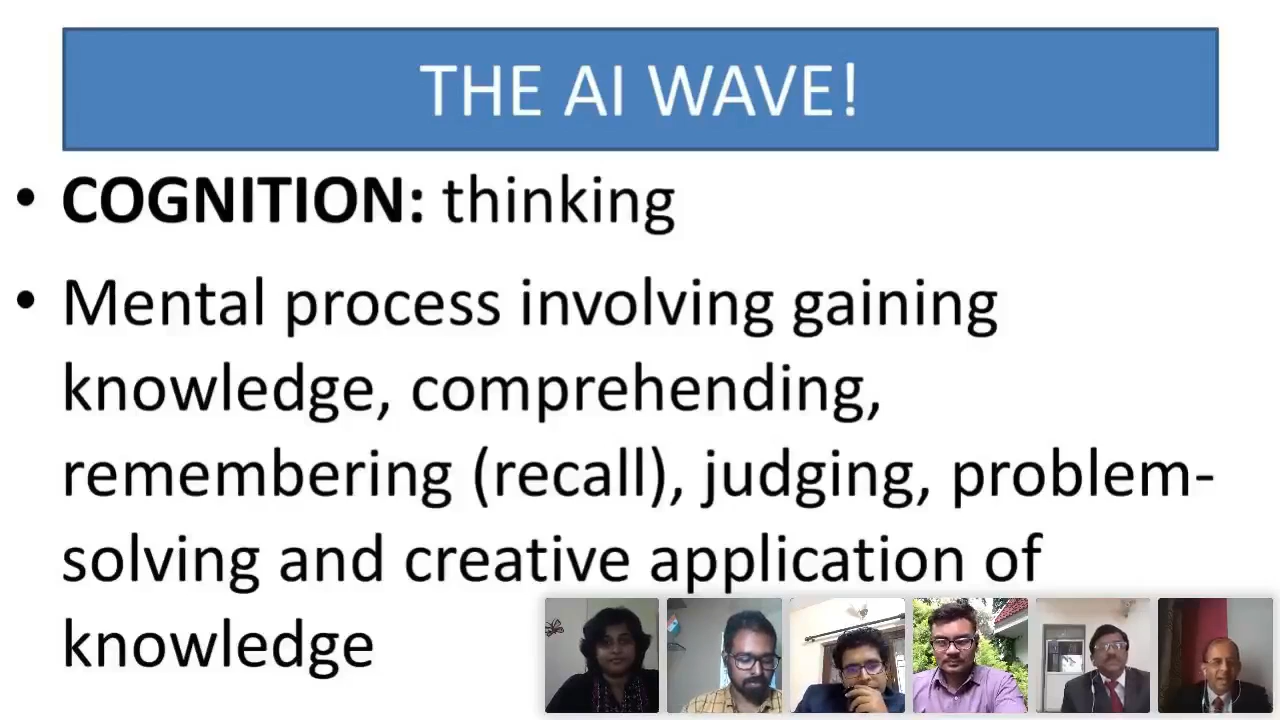 THE AI WAVE!
• COGNITION: thinking
• Mental process involving gaining
knowledge, comprehending,
remembering (recall), judging, problem-
solving and creative application of
knowledge